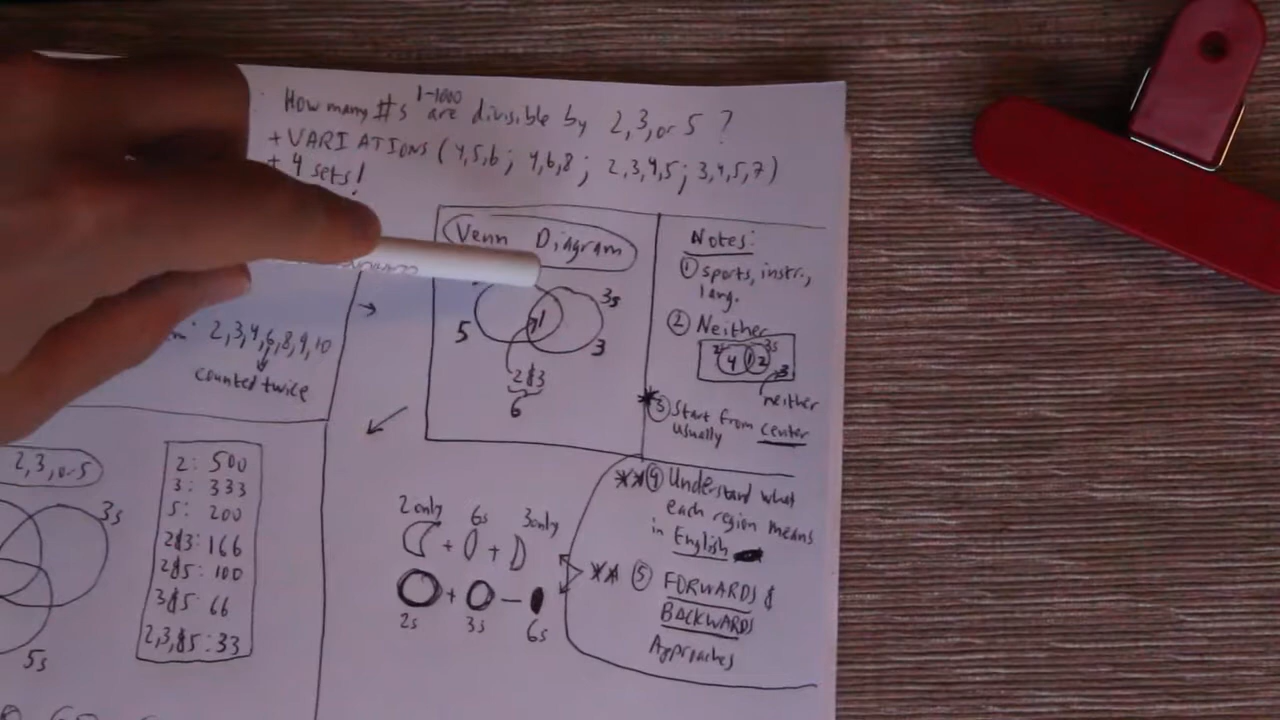 How many #s 1-1000 are divisible by 2,3, or 5 ?
+ VARIATIONS ( 4,5,6 ; 4,6,8 ; 2,3,4,5 ; 3,4,5,7 )
+ 4 sets!
2,3,4,6,8,9,10
counted twice
Venn Diagram
3s
5
1
3
2&3
6
Notes:
① sports, instr.,
lang.
② Neither
2s 3s
4 1 2
3
neither
* ③ Start from center
usually
** ④ Understand what
each region means
in English
** ⑤ FORWARDS &
BACKWARDS
Approaches
2 only 6s 3 only
+ +
+ −
2s 3s 6s
2,3, or 5
3s
5s
2: 500
3: 333
5: 200
2&3: 166
2&5: 100
3&5: 66
2,3,&5: 33